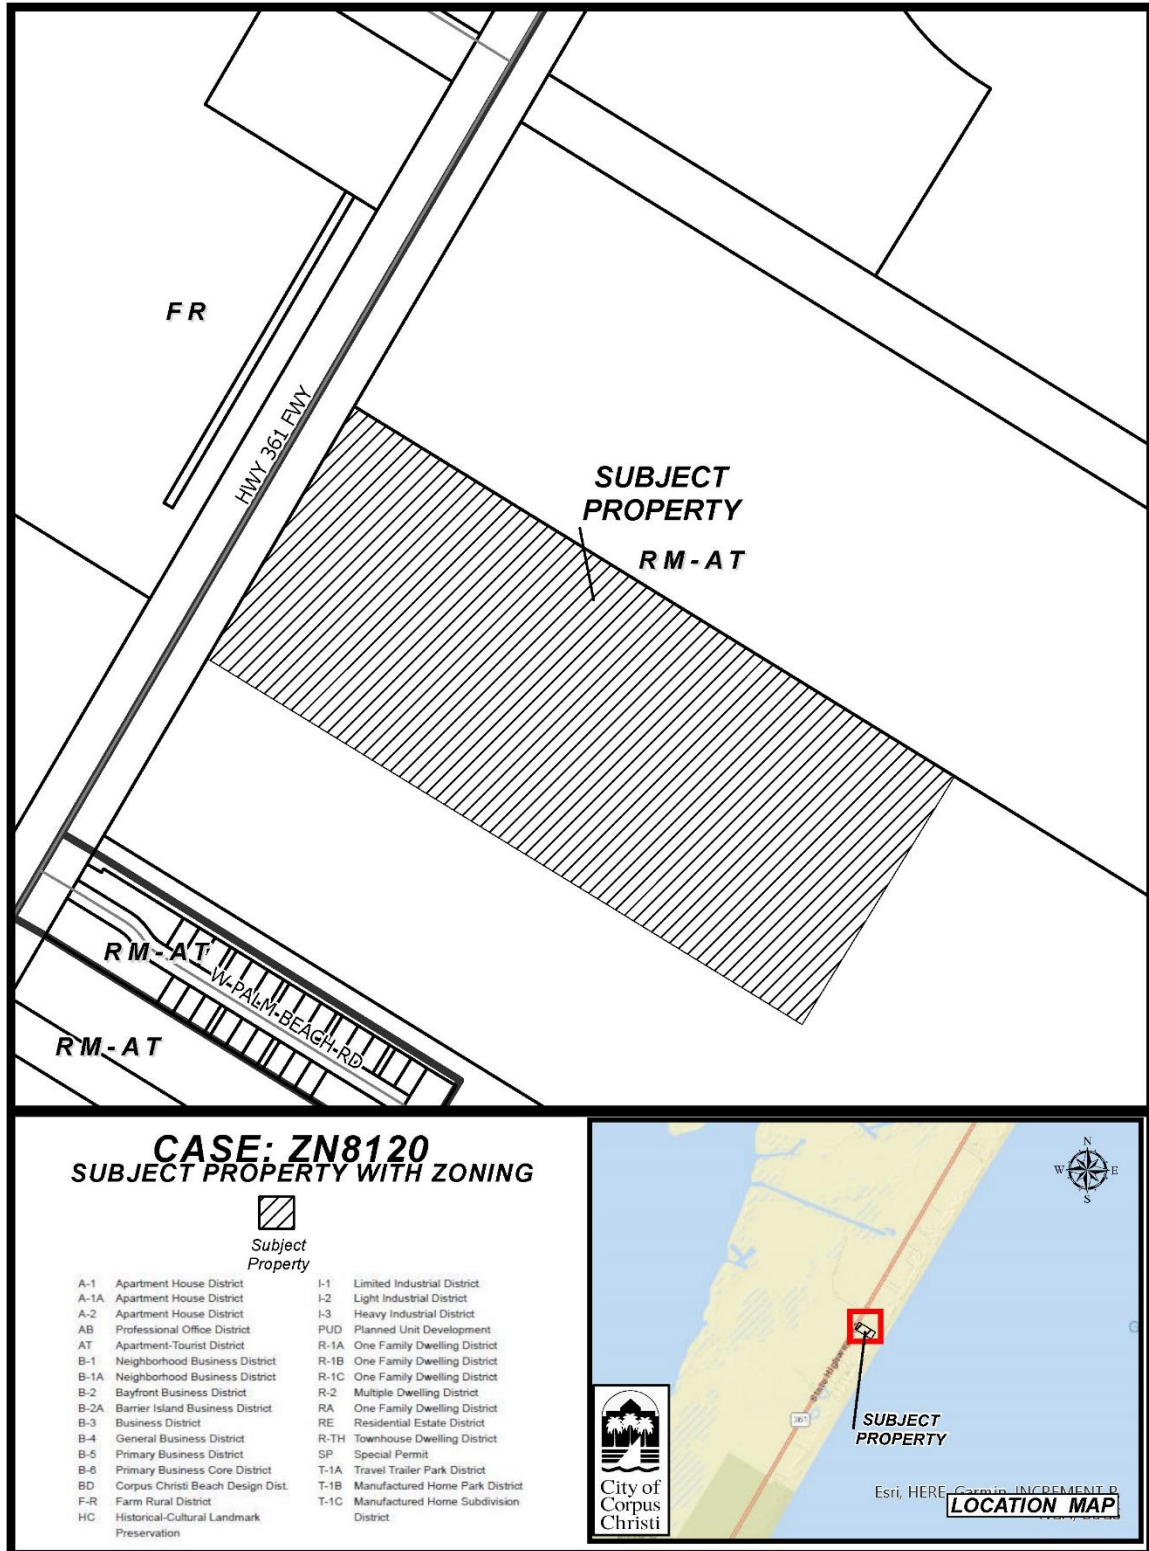 FR
HWY 361 FWY
SUBJECT
PROPERTY
RM-AT
RM-AT
W-PALM-BEACH-RD
RM-AT
CASE: ZN8120
SUBJECT PROPERTY WITH ZONING
Subject
Property
A-1 Apartment House District
A-1A Apartment House District
A-2 Apartment House District
AB Professional Office District
AT Apartment-Tourist District
B-1 Neighborhood Business District
B-1A Neighborhood Business District
B-2 Bayfront Business District
B-2A Barrier Island Business District
B-3 Business District
B-4 General Business District
B-5 Primary Business District
B-6 Primary Business Core District
BD Corpus Christi Beach Design Dist.
F-R Farm Rural District
HC Historical-Cultural Landmark
Preservation
I-1 Limited Industrial District
I-2 Light Industrial District
I-3 Heavy Industrial District
PUD Planned Unit Development
R-1A One Family Dwelling District
R-1B One Family Dwelling District
R-1C One Family Dwelling District
R-2 Multiple Dwelling District
RA One Family Dwelling District
RE Residential Estate District
R-TH Townhouse Dwelling District
SP Special Permit
T-1A Travel Trailer Park District
T-1B Manufactured Home Park District
T-1C Manufactured Home Subdivision
District
N
W E
S
G
State Highway
361
SUBJECT
PROPERTY
City of
Corpus
Christi
Esri, HERE, Garmin, INCREMENT P,
LOCATION MAP